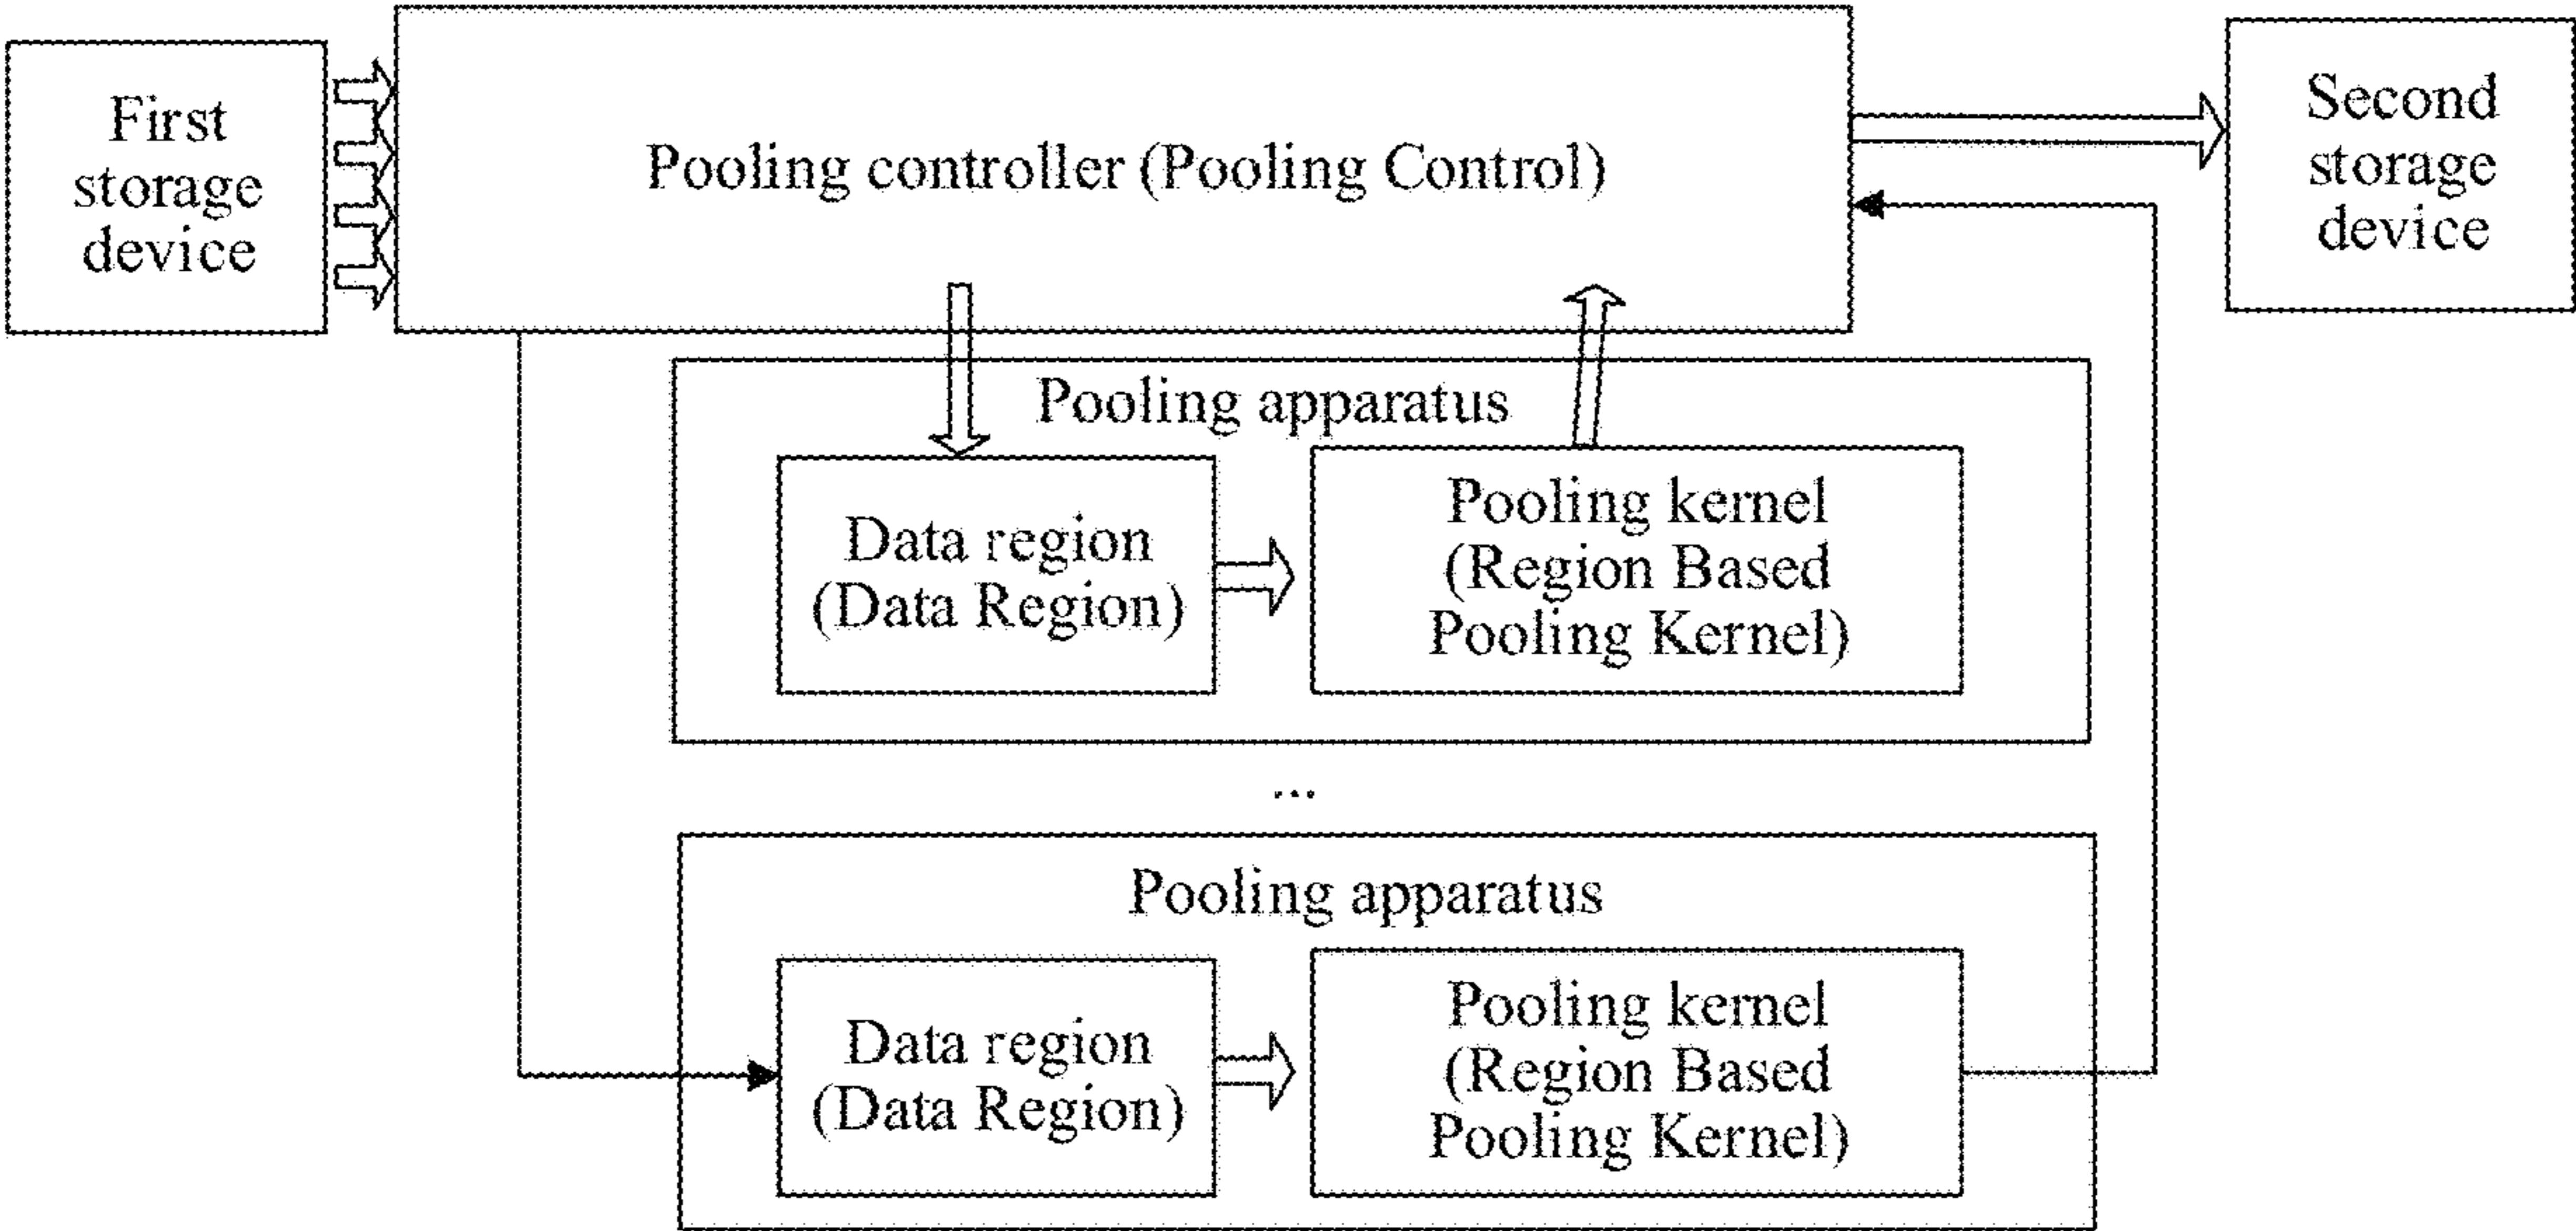 First
storage
device
Pooling controller (Pooling Control)
Second
storage
device
Pooling apparatus
Data region
(Data Region)
Pooling kernel
(Region Based
Pooling Kernel)
...
Pooling apparatus
Data region
(Data Region)
Pooling kernel
(Region Based
Pooling Kernel)